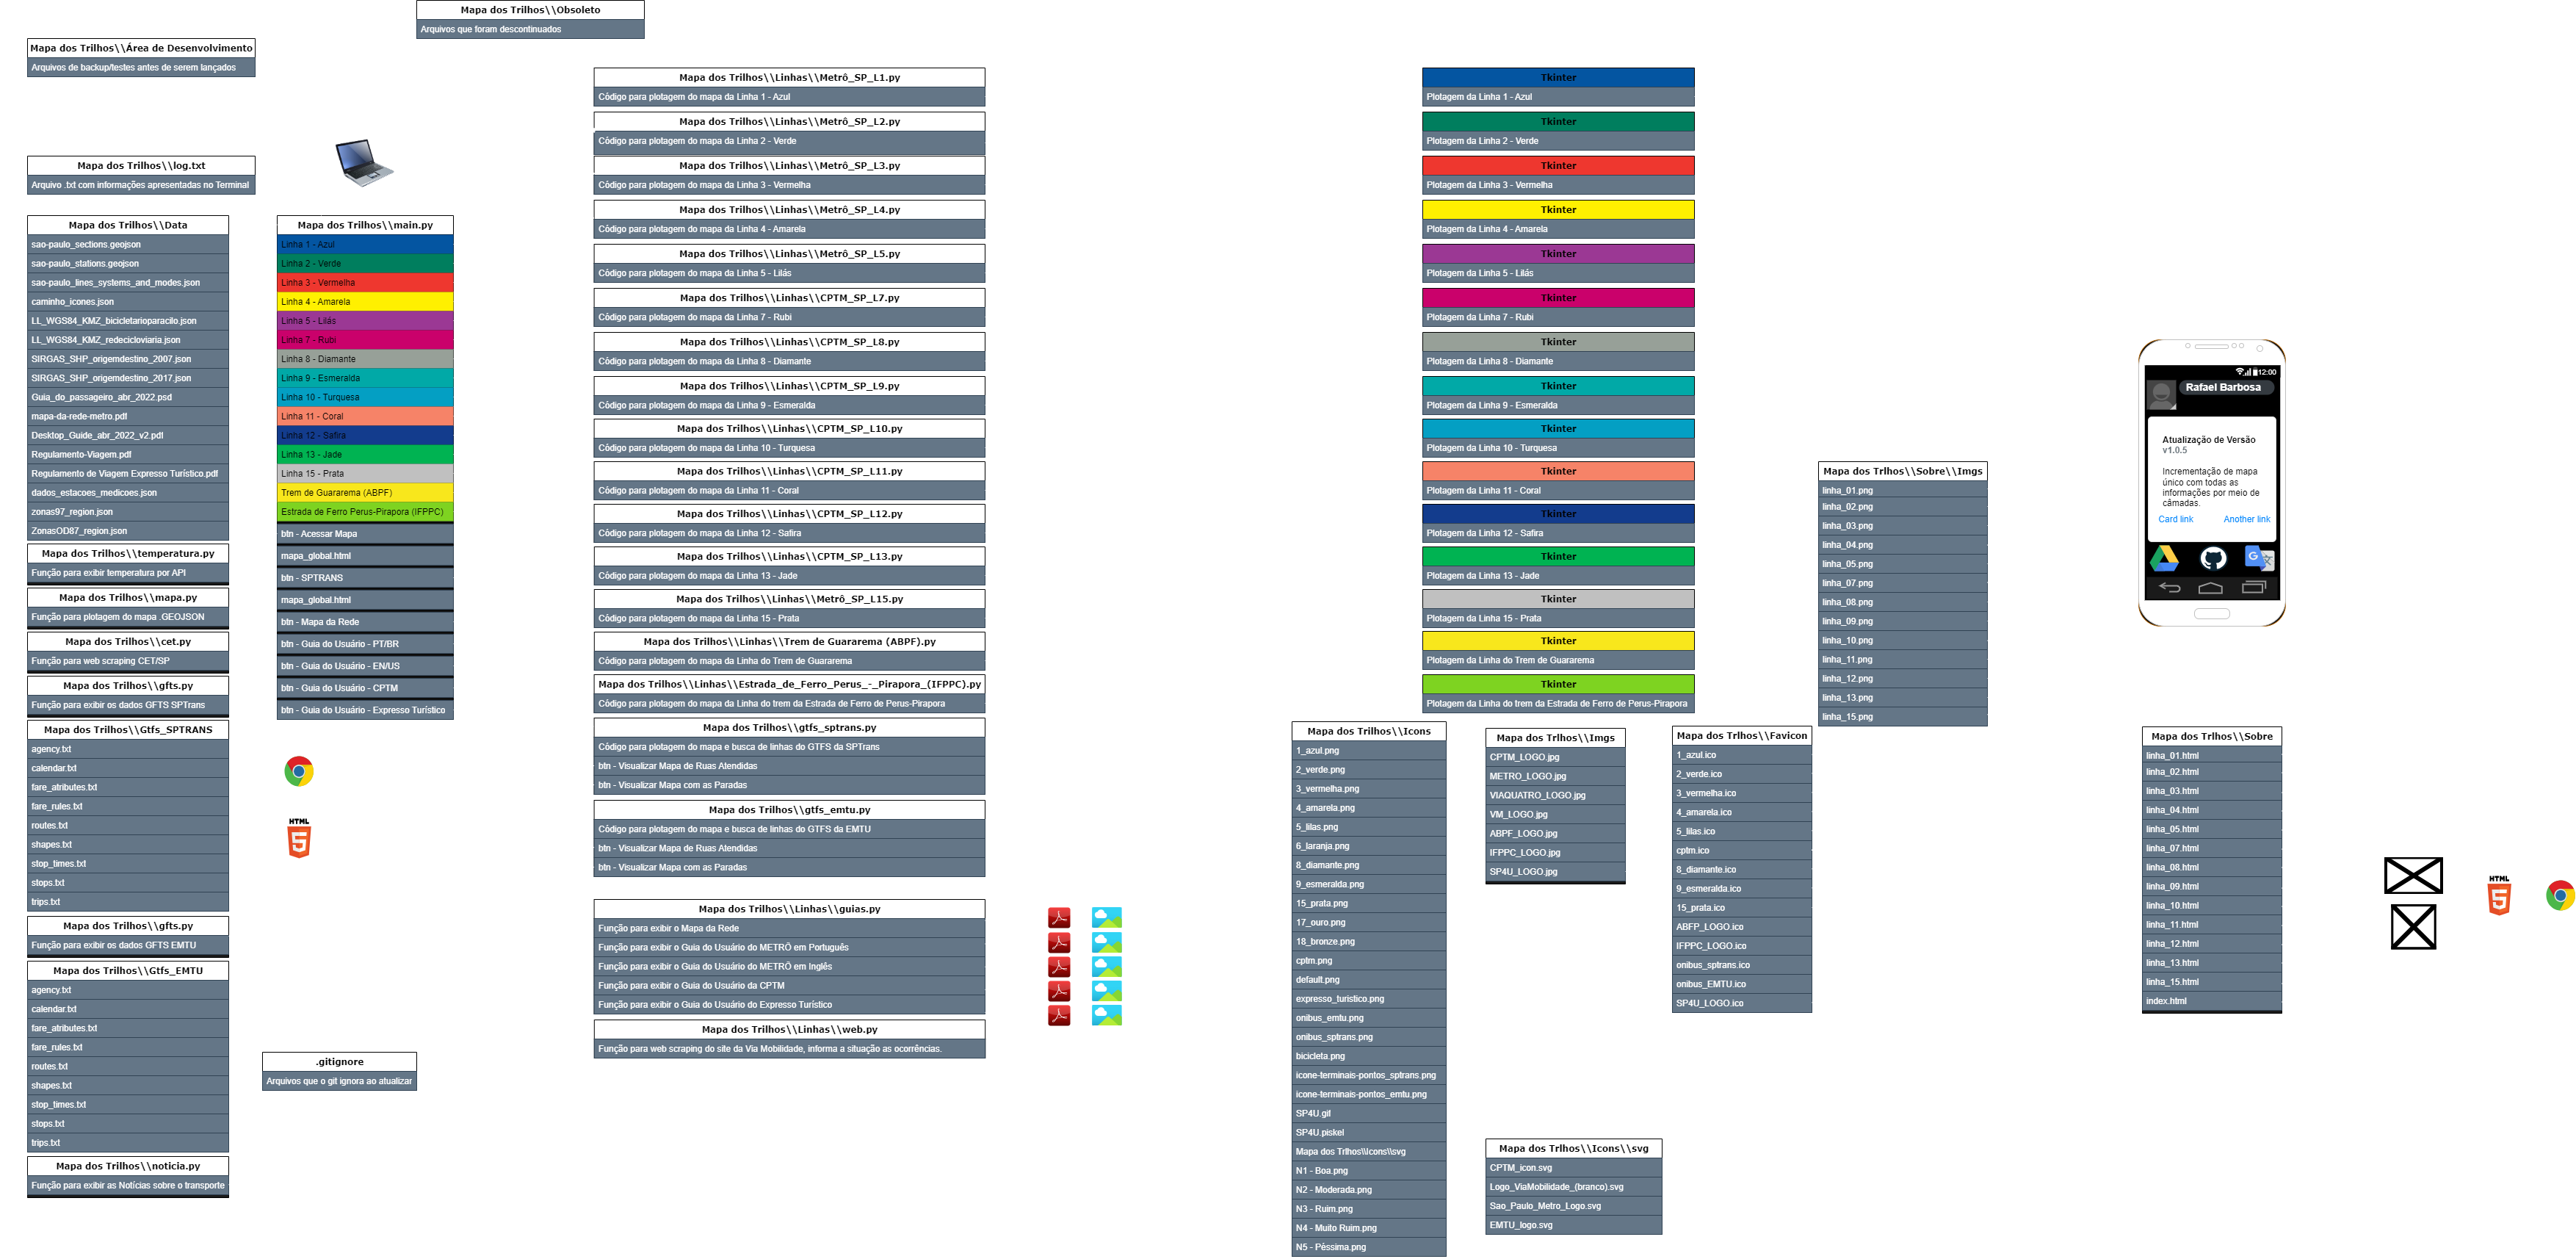 Mapa dos Trilhos\\Obsoleto
Arquivos que foram descontinuados
Mapa dos Trilhos\\Área de Desenvolvimento
Arquivos de backup/testes antes de serem lançados
Mapa dos Trilhos\\log.txt
Arquivo .txt com informações apresentadas no Terminal
Mapa dos Trilhos\\Data
sao-paulo_sections.geojson
sao-paulo_stations.geojson
sao-paulo_lines_systems_and_modes.json
caminho_icones.json
LL_WGS84_KMZ_bicicletarioparacilo.json
LL_WGS84_KMZ_redecicloviaria.json
SIRGAS_SHP_origemdestino_2007.json
SIRGAS_SHP_origemdestino_2017.json
Guia_do_passageiro_abr_2022.psd
mapa-da-rede-metro.pdf
Desktop_Guide_abr_2022_v2.pdf
Regulamento-Viagem.pdf
Regulamento de Viagem Expresso Turístico.pdf
dados_estacoes_medicoes.json
zonas97_region.json
ZonasOD87_region.json
Mapa dos Trilhos\\temperatura.py
Função para exibir temperatura por API
Mapa dos Trilhos\\mapa.py
Função para plotagem do mapa .GEOJSON
Mapa dos Trilhos\\cet.py
Função para web scraping CET/SP
Mapa dos Trilhos\\gfts.py
Função para exibir os dados GFTS SPTrans
Mapa dos Trilhos\\Gtfs_SPTRANS
agency.txt
calendar.txt
fare_atributes.txt
fare_rules.txt
routes.txt
shapes.txt
stop_times.txt
stops.txt
trips.txt
Mapa dos Trilhos\\gfts.py
Função para exibir os dados GFTS EMTU
Mapa dos Trilhos\\Gtfs_EMTU
agency.txt
calendar.txt
fare_atributes.txt
fare_rules.txt
routes.txt
shapes.txt
stop_times.txt
stops.txt
trips.txt
Mapa dos Trilhos\\noticia.py
Função para exibir as Notícias sobre o transporte
Mapa dos Trilhos\\main.py
Linha 1 - Azul
Linha 2 - Verde
Linha 3 - Vermelha
Linha 4 - Amarela
Linha 5 - Lilás
Linha 7 - Rubi
Linha 8 - Diamante
Linha 9 - Esmeralda
Linha 10 - Turquesa
Linha 11 - Coral
Linha 12 - Safira
Linha 13 - Jade
Linha 15 - Prata
Trem de Guararema (ABPF)
Estrada de Ferro Perus-Pirapora (IFPPC)
btn - Acessar Mapa
mapa_global.html
btn - SPTRANS
mapa_global.html
btn - Mapa da Rede
btn - Guia do Usuário - PT/BR
btn - Guia do Usuário - EN/US
btn - Guia do Usuário - CPTM
btn - Guia do Usuário - Expresso Turístico
HTML
5
.gitignore
Arquivos que o git ignora ao atualizar
Mapa dos Trilhos\\Linhas\\Metrô_SP_L1.py
Código para plotagem do mapa da Linha 1 - Azul
Mapa dos Trilhos\\Linhas\\Metrô_SP_L2.py
Código para plotagem do mapa da Linha 2 - Verde
Mapa dos Trilhos\\Linhas\\Metrô_SP_L3.py
Código para plotagem do mapa da Linha 3 - Vermelha
Mapa dos Trilhos\\Linhas\\Metrô_SP_L4.py
Código para plotagem do mapa da Linha 4 - Amarela
Mapa dos Trilhos\\Linhas\\Metrô_SP_L5.py
Código para plotagem do mapa da Linha 5 - Lilás
Mapa dos Trilhos\\Linhas\\CPTM_SP_L7.py
Código para plotagem do mapa da Linha 7 - Rubi
Mapa dos Trilhos\\Linhas\\CPTM_SP_L8.py
Código para plotagem do mapa da Linha 8 - Diamante
Mapa dos Trilhos\\Linhas\\CPTM_SP_L9.py
Código para plotagem do mapa da Linha 9 - Esmeralda
Mapa dos Trilhos\\Linhas\\CPTM_SP_L10.py
Código para plotagem do mapa da Linha 10 - Turquesa
Mapa dos Trilhos\\Linhas\\CPTM_SP_L11.py
Código para plotagem do mapa da Linha 11 - Coral
Mapa dos Trilhos\\Linhas\\CPTM_SP_L12.py
Código para plotagem do mapa da Linha 12 - Safira
Mapa dos Trilhos\\Linhas\\CPTM_SP_L13.py
Código para plotagem do mapa da Linha 13 - Jade
Mapa dos Trilhos\\Linhas\\Metrô_SP_L15.py
Código para plotagem do mapa da Linha 15 - Prata
Mapa dos Trilhos\\Linhas\\Trem de Guararema (ABPF).py
Código para plotagem do mapa da Linha do Trem de Guararema
Mapa dos Trilhos\\Linhas\\Estrada_de_Ferro_Perus_-_Pirapora_(IFPPC).py
Código para plotagem do mapa da Linha do trem da Estrada de Ferro de Perus-Pirapora
Mapa dos Trilhos\\gtfs_sptrans.py
Código para plotagem do mapa e busca de linhas do GTFS da SPTrans
btn - Visualizar Mapa de Ruas Atendidas
btn - Visualizar Mapa com as Paradas
Mapa dos Trilhos\\gtfs_emtu.py
Código para plotagem do mapa e busca de linhas do GTFS da EMTU
btn - Visualizar Mapa de Ruas Atendidas
btn - Visualizar Mapa com as Paradas
Mapa dos Trilhos\\Linhas\\guias.py
Função para exibir o Mapa da Rede
Função para exibir o Guia do Usuário do METRÔ em Português
Função para exibir o Guia do Usuário do METRÔ em Inglês
Função para exibir o Guia do Usuário da CPTM
Função para exibir o Guia do Usuário do Expresso Turístico
Mapa dos Trilhos\\Linhas\\web.py
Função para web scraping do site da Via Mobilidade, informa a situação as ocorrências.
Tkinter
Plotagem da Linha 1 - Azul
Tkinter
Plotagem da Linha 2 - Verde
Tkinter
Plotagem da Linha 3 - Vermelha
Tkinter
Plotagem da Linha 4 - Amarela
Tkinter
Plotagem da Linha 5 - Lilás
Tkinter
Plotagem da Linha 7 - Rubi
Tkinter
Plotagem da Linha 8 - Diamante
Tkinter
Plotagem da Linha 9 - Esmeralda
Tkinter
Plotagem da Linha 10 - Turquesa
Tkinter
Plotagem da Linha 11 - Coral
Tkinter
Plotagem da Linha 12 - Safira
Tkinter
Plotagem da Linha 13 - Jade
Tkinter
Plotagem da Linha 15 - Prata
Tkinter
Plotagem da Linha do Trem de Guararema
Tkinter
Plotagem da Linha do trem da Estrada de Ferro de Perus-Pirapora
Mapa dos Trlhos\\Icons
1_azul.png
2_verde.png
3_vermelha.png
4_amarela.png
5_lilas.png
6_laranja.png
8_diamante.png
9_esmeralda.png
15_prata.png
17_ouro.png
18_bronze.png
cptm.png
default.png
expresso_turistico.png
onibus_emtu.png
onibus_sptrans.png
bicicleta.png
icone-terminais-pontos_sptrans.png
icone-terminais-pontos_emtu.png
SP4U.gif
SP4U.piskel
Mapa dos Trlhos\\Icons\\svg
N1 - Boa.png
N2 - Moderada.png
N3 - Ruim.png
N4 - Muito Ruim.png
N5 - Péssima.png
Mapa dos Trlhos\\Imgs
CPTM_LOGO.jpg
METRO_LOGO.jpg
VIAQUATRO_LOGO.jpg
VM_LOGO.jpg
ABPF_LOGO.jpg
IFPPC_LOGO.jpg
SP4U_LOGO.jpg
Mapa dos Trlhos\\Icons\\svg
CPTM_icon.svg
Logo_ViaMobilidade_(branco).svg
Sao_Paulo_Metro_Logo.svg
EMTU_logo.svg
Mapa dos Trlhos\\Favicon
1_azul.ico
2_verde.ico
3_vermelha.ico
4_amarela.ico
5_lilas.ico
cptm.ico
8_diamante.ico
9_esmeralda.ico
15_prata.ico
ABFP_LOGO.ico
IFPPC_LOGO.ico
onibus_sptrans.ico
onibus_EMTU.ico
SP4U_LOGO.ico
Mapa dos Trlhos\\Sobre\\Imgs
linha_01.png
linha_02.png
linha_03.png
linha_04.png
linha_05.png
linha_07.png
linha_08.png
linha_09.png
linha_10.png
linha_11.png
linha_12.png
linha_13.png
linha_15.png
12:00
Rafael Barbosa
Atualização de Versão
v1.0.5
Incrementação de mapa
único com todas as
informações por meio de
câmadas.
Card link
Another link
G
Mapa dos Trlhos\\Sobre
linha_01.html
linha_02.html
linha_03.html
linha_04.html
linha_05.html
linha_07.html
linha_08.html
linha_09.html
linha_10.html
linha_11.html
linha_12.html
linha_13.html
linha_15.html
index.html
HTML
5